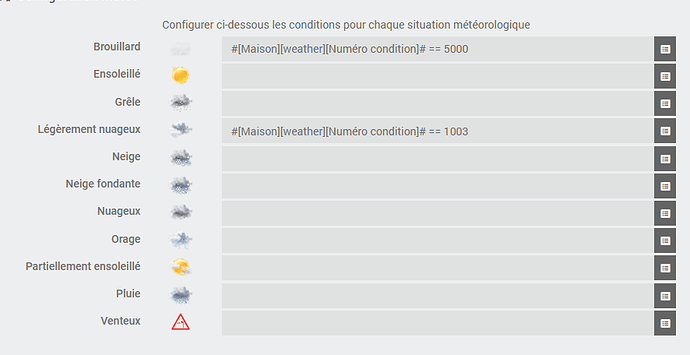 Configurer ci-dessous les conditions pour chaque situation météorologique
Brouillard #[Maison][weather][Numéro condition]# == 5000
Ensoleillé
Grêle
Légèrement nuageux #[Maison][weather][Numéro condition]# == 1003
Neige
Neige fondante
Nuageux
Orage
Partiellement ensoleillé
Pluie
Venteux